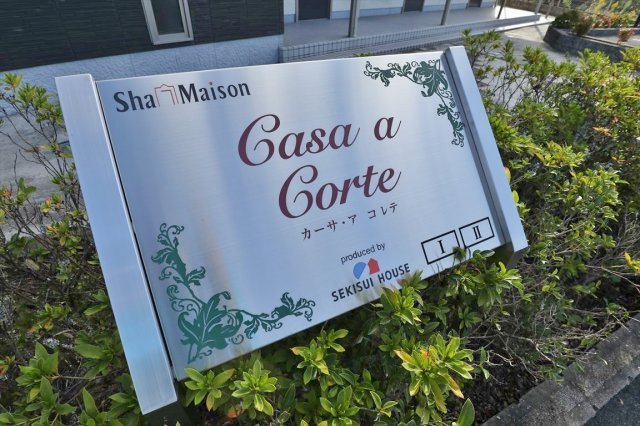 Sha Maison
Casa a
Corte
カーサ・ア コレテ
produced by
SEKISUI HOUSE
I II